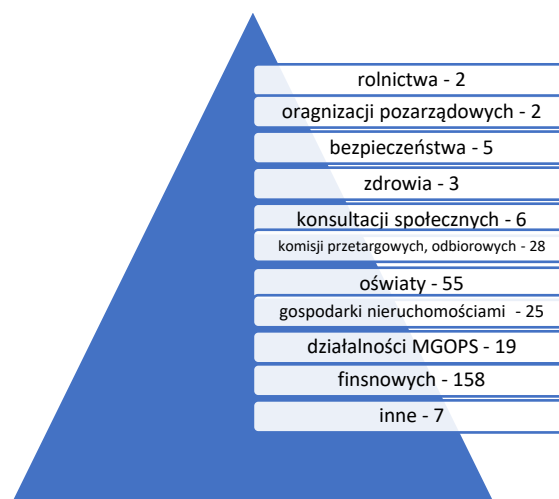 rolnictwa - 2
oragnizacji pozarządowych - 2
bezpieczeństwa - 5
zdrowia - 3
konsultacji społecznych - 6
komisji przetargowych, odbiorowych - 28
oświaty - 55
gospodarki nieruchomościami - 25
działalności MGOPS - 19
finsnowych - 158
inne - 7